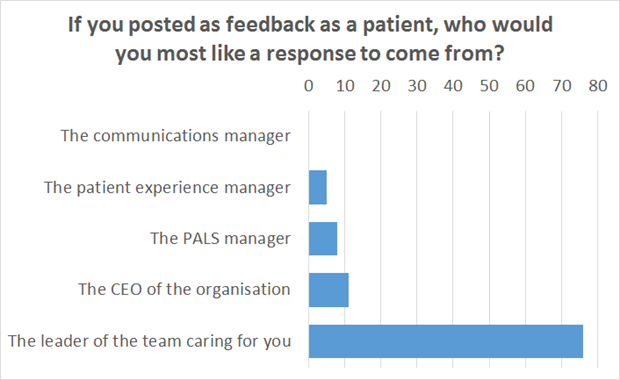 If you posted as feedback as a patient, who would
you most like a response to come from?
0 10 20 30 40 50 60 70 80
The communications manager
The patient experience manager
The PALS manager
The CEO of the organisation
The leader of the team caring for you